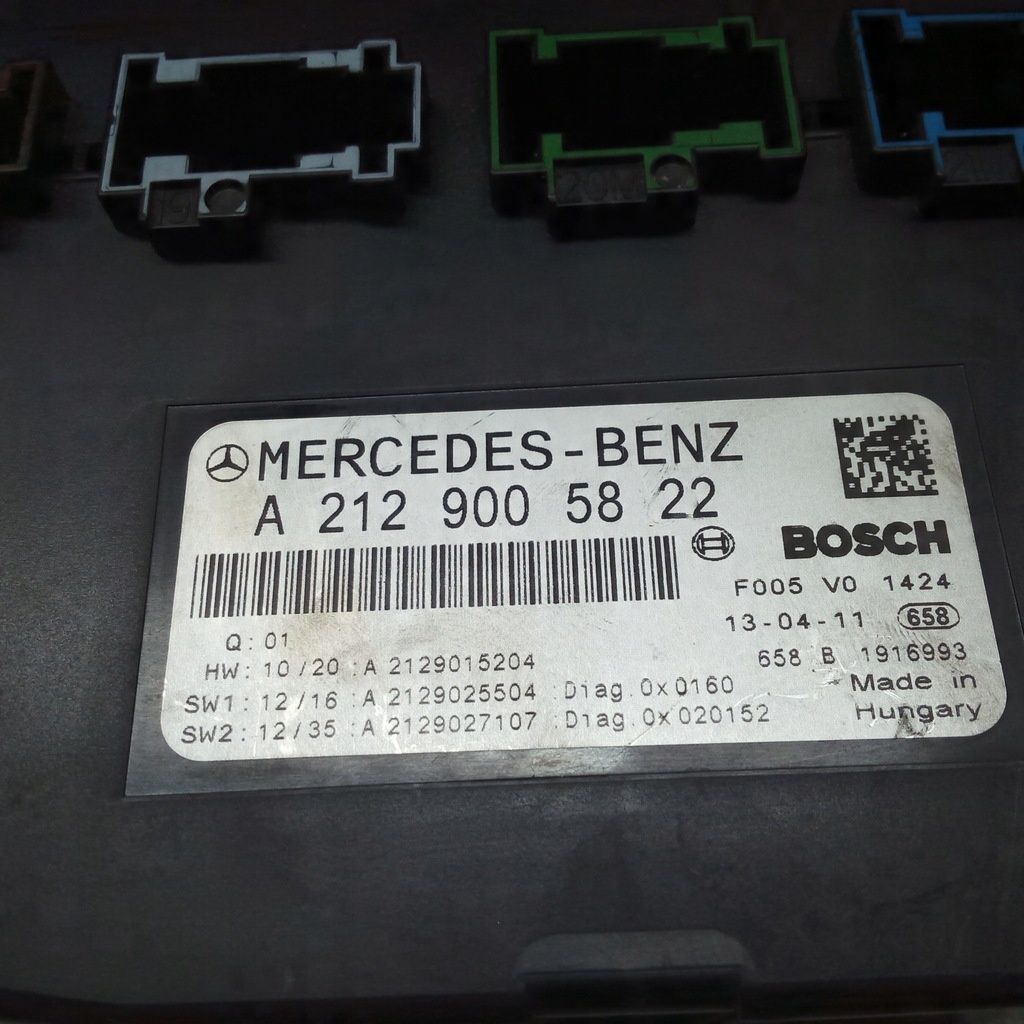 MERCEDES-BENZ
A 212 900 58 22
BOSCH
F005 V0 1424
13-04-11 658
658 B 1916993
Made in
Hungary
Q: 01
HW: 10/20 :A 2129015204
SW1: 12/16 :A 2129025504 :Diag.0x0160
SW2: 12/35 :A 2129027107 :Diag.0x020152